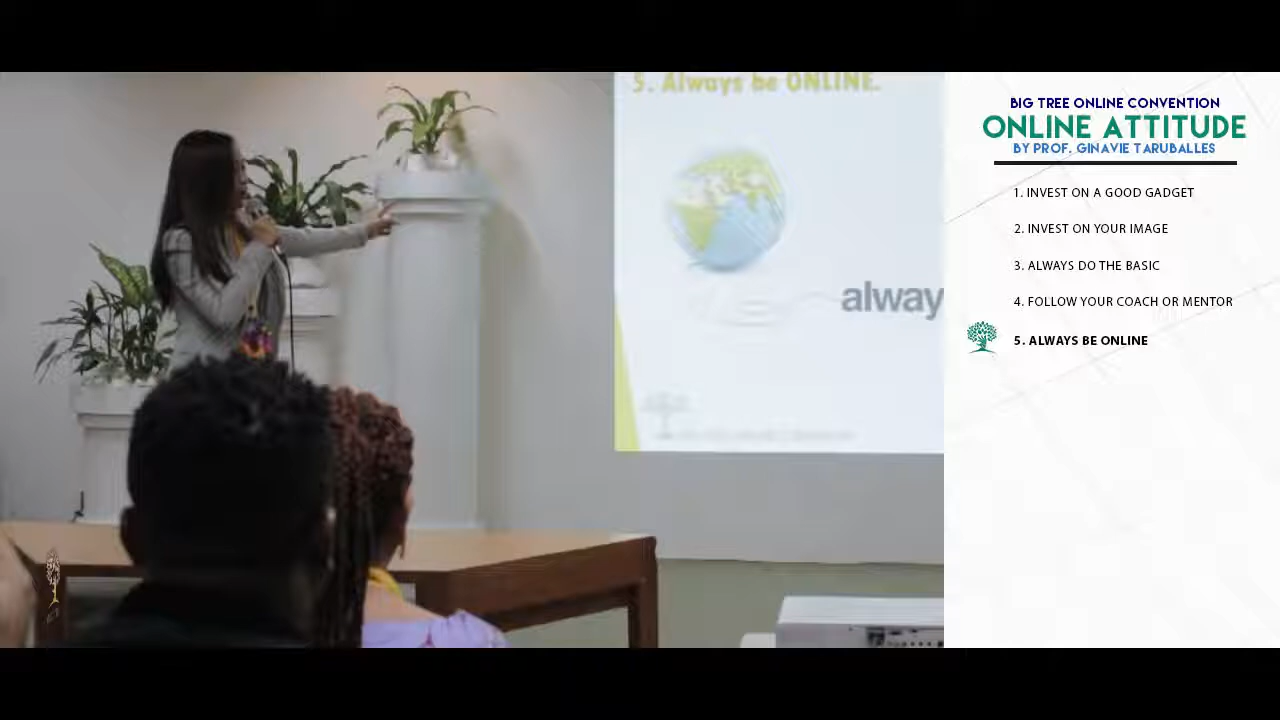 5. Always be ONLINE.
alway
BIG TREE ONLINE CONVENTION
ONLINE ATTITUDE
BY PROF. GINAVIE TARUBALLES
1. INVEST ON A GOOD GADGET
2. INVEST ON YOUR IMAGE
3. ALWAYS DO THE BASIC
4. FOLLOW YOUR COACH OR MENTOR
5. ALWAYS BE ONLINE